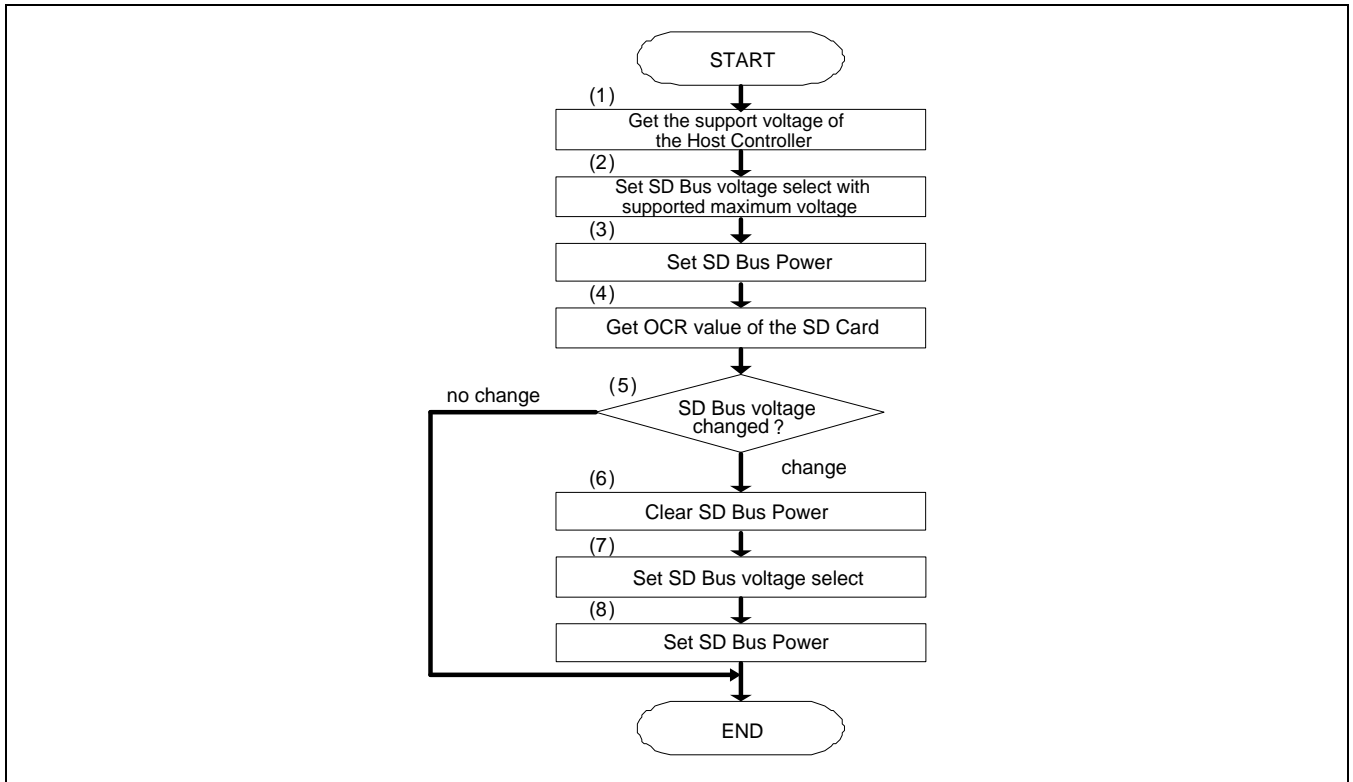 START
(1)
Get the support voltage of
the Host Controller
(2)
Set SD Bus voltage select with
supported maximum voltage
(3)
Set SD Bus Power
(4)
Get OCR value of the SD Card
(5)
no change
SD Bus voltage
changed ?
change
(6)
Clear SD Bus Power
(7)
Set SD Bus voltage select
(8)
Set SD Bus Power
END